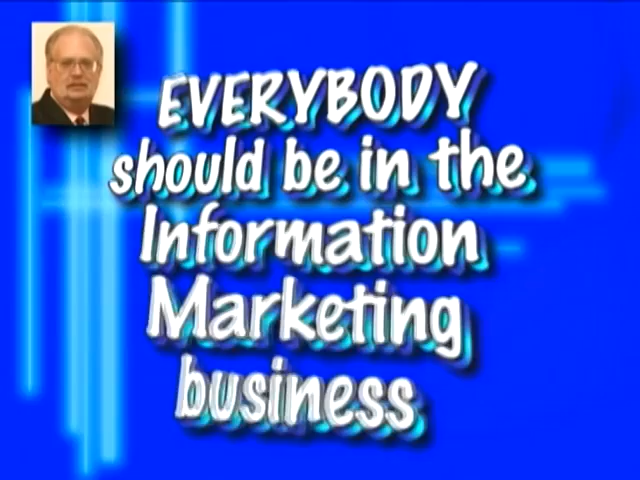 EVERYBODY
should be in the
Information
Marketing
business